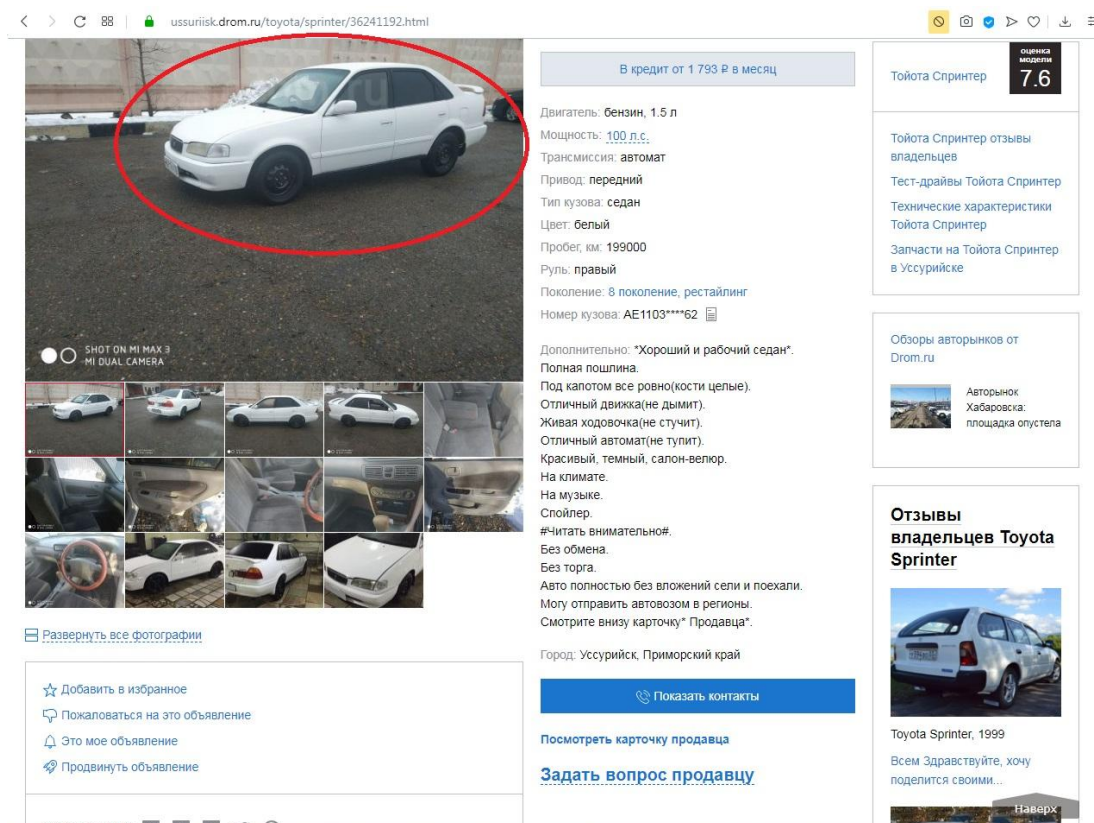 ussuriisk.drom.ru/toyota/sprinter/36241192.html
SHOT ON MI MAX 3
MI DUAL CAMERA
Развернуть все фотографии
Добавить в избранное
Пожаловаться на это объявление
Это мое объявление
Продвинуть объявление
В кредит от 1 793 ₽ в месяц
Двигатель: бензин, 1.5 л
Мощность: 100 л.с.
Трансмиссия: автомат
Привод: передний
Тип кузова: седан
Цвет: белый
Пробег, км: 199000
Руль: правый
Поколение: 8 поколение, рестайлинг
Номер кузова: AE1103****62
Дополнительно: *Хороший и рабочий седан*.
Полная пошлина.
Под капотом все ровно(кости целые).
Отличный движка(не дымит).
Живая ходовочка(не стучит).
Отличный автомат(не тупит).
Красивый, темный, салон-велюр.
На климате.
На музыке.
Спойлер.
#Читать внимательно#.
Без обмена.
Без торга.
Авто полностью без вложений сели и поехали.
Могу отправить автовозом в регионы.
Смотрите внизу карточку* Продавца*.
Город: Уссурийск, Приморский край
Показать контакты
Посмотреть карточку продавца
Задать вопрос продавцу
Тойота Спринтер
оценка
модели
7.6
Тойота Спринтер отзывы
владельцев
Тест-драйвы Тойота Спринтер
Технические характеристики
Тойота Спринтер
Запчасти на Тойота Спринтер
в Уссурийске
Обзоры авторынков от
Drom.ru
Авторынок
Хабаровска:
площадка опустела
Отзывы
владельцев Toyota
Sprinter
Toyota Sprinter, 1999
Всем Здравствуйте, хочу
поделится своими...
Наверх